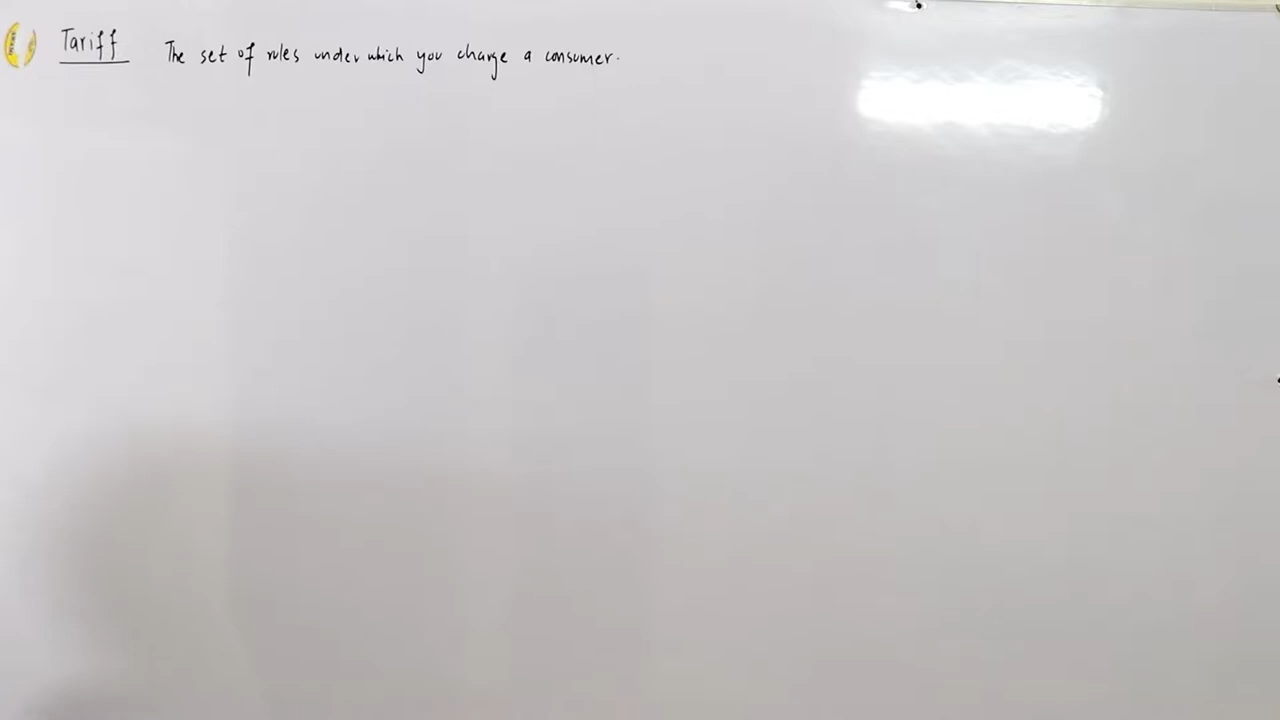 Tariff The set of rules under which you charge a consumer.